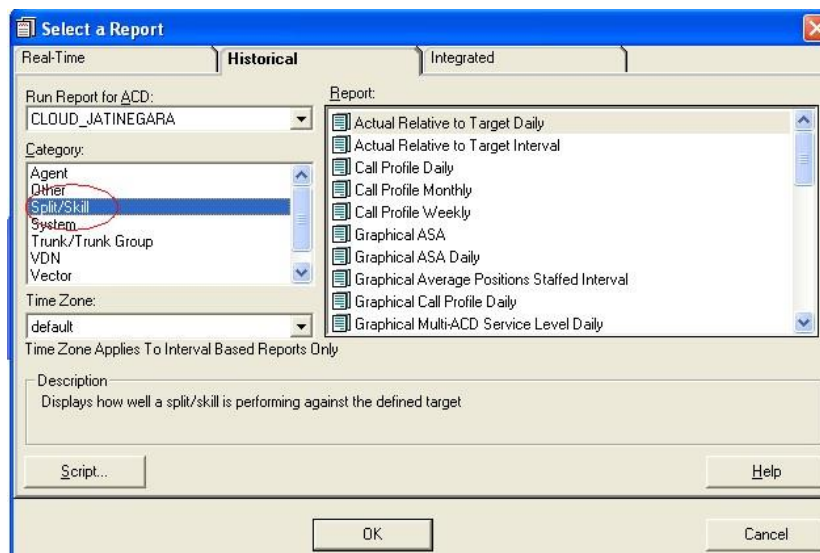 Select a Report
Real-Time
Historical
Integrated
Run Report for ACD:
CLOUD_JATINEGARA
Category:
Agent
Other
Split/Skill
System
Trunk/Trunk Group
VDN
Vector
Time Zone:
default
Time Zone Applies To Interval Based Reports Only
Report:
Actual Relative to Target Daily
Actual Relative to Target Interval
Call Profile Daily
Call Profile Monthly
Call Profile Weekly
Graphical ASA
Graphical ASA Daily
Graphical Average Positions Staffed Interval
Graphical Call Profile Daily
Graphical Multi-ACD Service Level Daily
Description
Displays how well a split/skill is performing against the defined target
Script...
Help
OK
Cancel